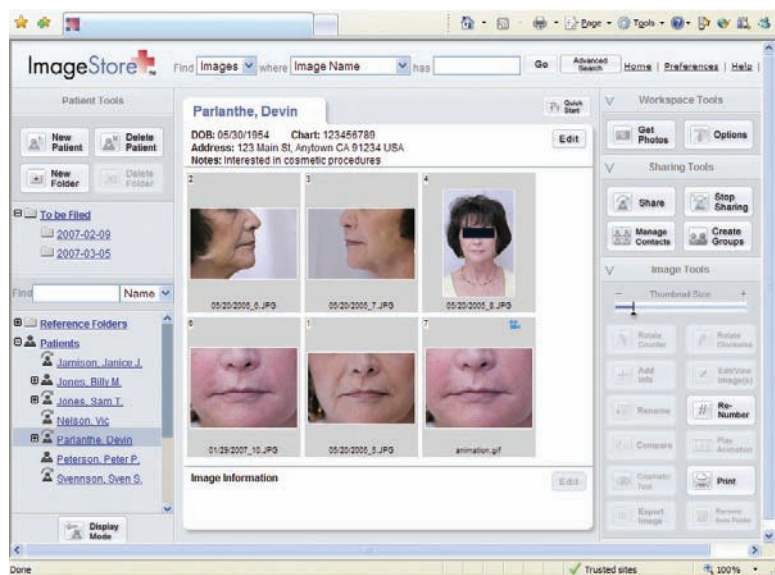 Page
Tools
ImageStore
Find Images where Image Name has
Go
Advanced Search
Home | Preferences | Help |
Patient Tools
New Patient
Delete Patient
New Folder
Delete Folder
To be Filed
2007-02-09
2007-03-05
Find
Name
Reference Folders
Patients
Jamison, Janice J.
Jones, Billy M.
Jones, Sam T.
Nelson, Vic
Parlanthe, Devin
Peterson, Peter P.
Svennson, Sven S.
Display Mode
Parlanthe, Devin
Quick Start
DOB: 05/30/1954 Chart: 123456789
Address: 123 Main St, Anytown CA 91234 USA
Notes: Interested in cosmetic procedures
Edit
2
3
4
05/20/2005_6.JPG
05/20/2005_7.JPG
05/20/2005_8.JPG
6
1
7
01/29/2007_10.JPG
05/20/2005_5.JPG
animation.gif
Image Information
Edit
Workspace Tools
Get Photos
Options
Sharing Tools
Share
Stop Sharing
Manage Contacts
Create Groups
Image Tools
Thumbnail Size
Rotate Counter
Rotate Clockwise
Add Info
Edit/View Image(s)
Rename
Re-Number
Compare
Play Animation
Cosmetic Tool
Print
Export Image
Remove from Folder
Done
Trusted sites
100%